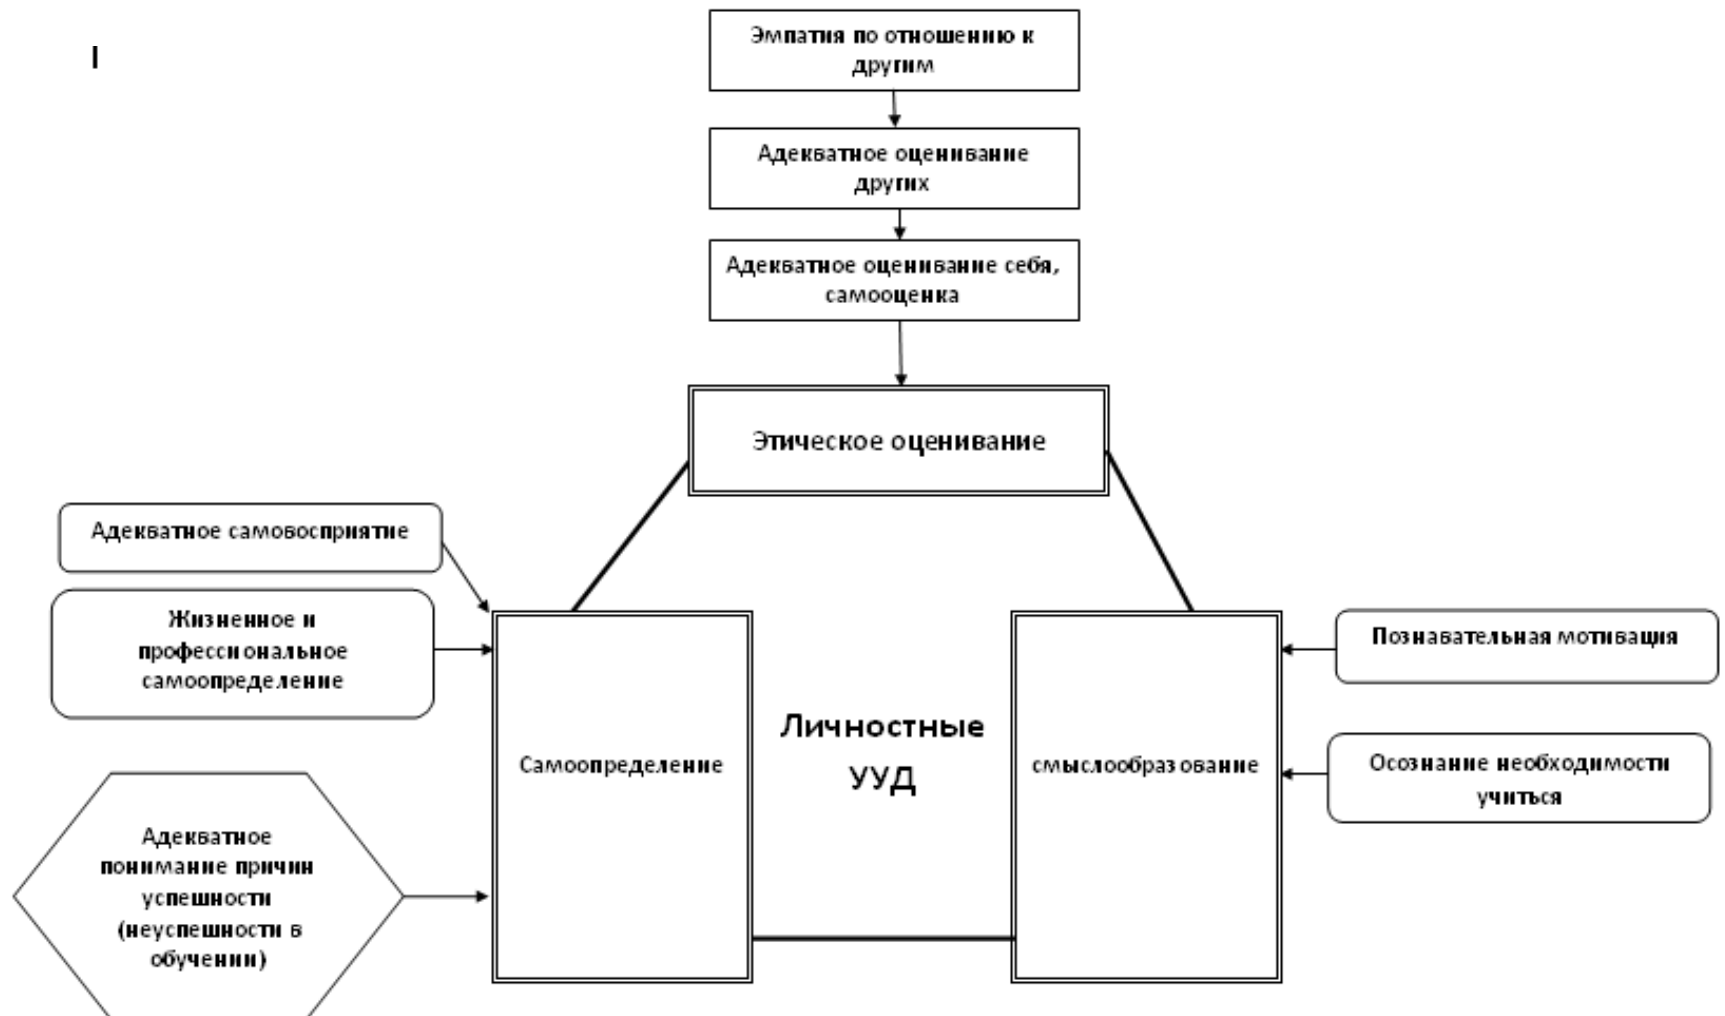 I
Эмпатия по отношению к
другим
Адекватное оценивание
других
Адекватное оценивание себя,
самооценка
Этическое оценивание
Адекватное самовосприятие
Жизненное и
профессиональное
самоопределение
Адекватное
понимание причин
успешности
(неуспешности в
обучении)
Самоопределение
Личностные
УУД
смыслообразование
Познавательная мотивация
Осознание необходимости
учиться